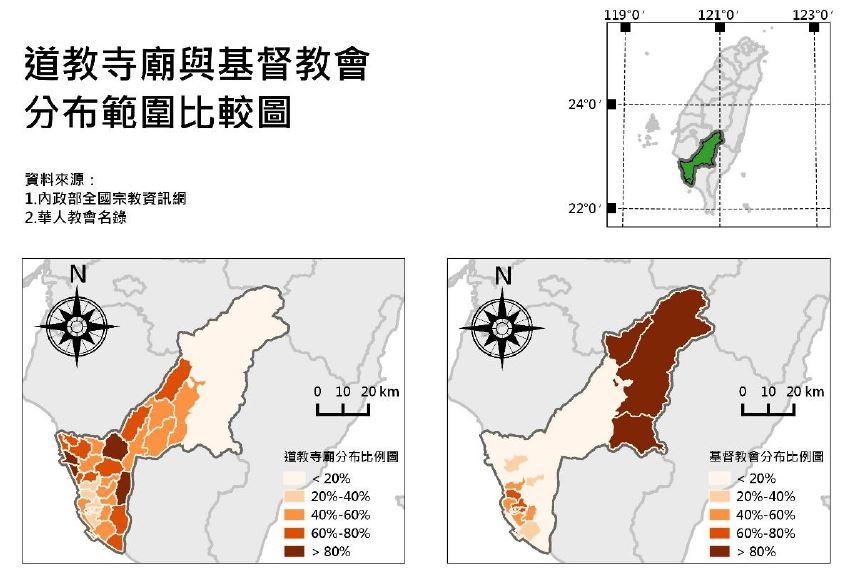 道教寺廟與基督教會
分布範圍比較圖
資料來源：
1.內政部全國宗教資訊網
2.華人教會名錄
119°0′ 121°0′ 123°0′
24°0′
22°0′
N
0 10 20 km
道教寺廟分布比例圖
< 20%
20%-40%
40%-60%
60%-80%
> 80%
N
0 10 20 km
基督教會分布比例圖
< 20%
20%-40%
40%-60%
60%-80%
> 80%